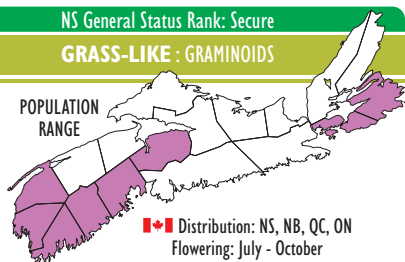 NS General Status Rank: Secure
GRASS-LIKE : GRAMINOIDS
POPULATION
RANGE
Distribution: NS, NB, QC, ON
Flowering: July - October